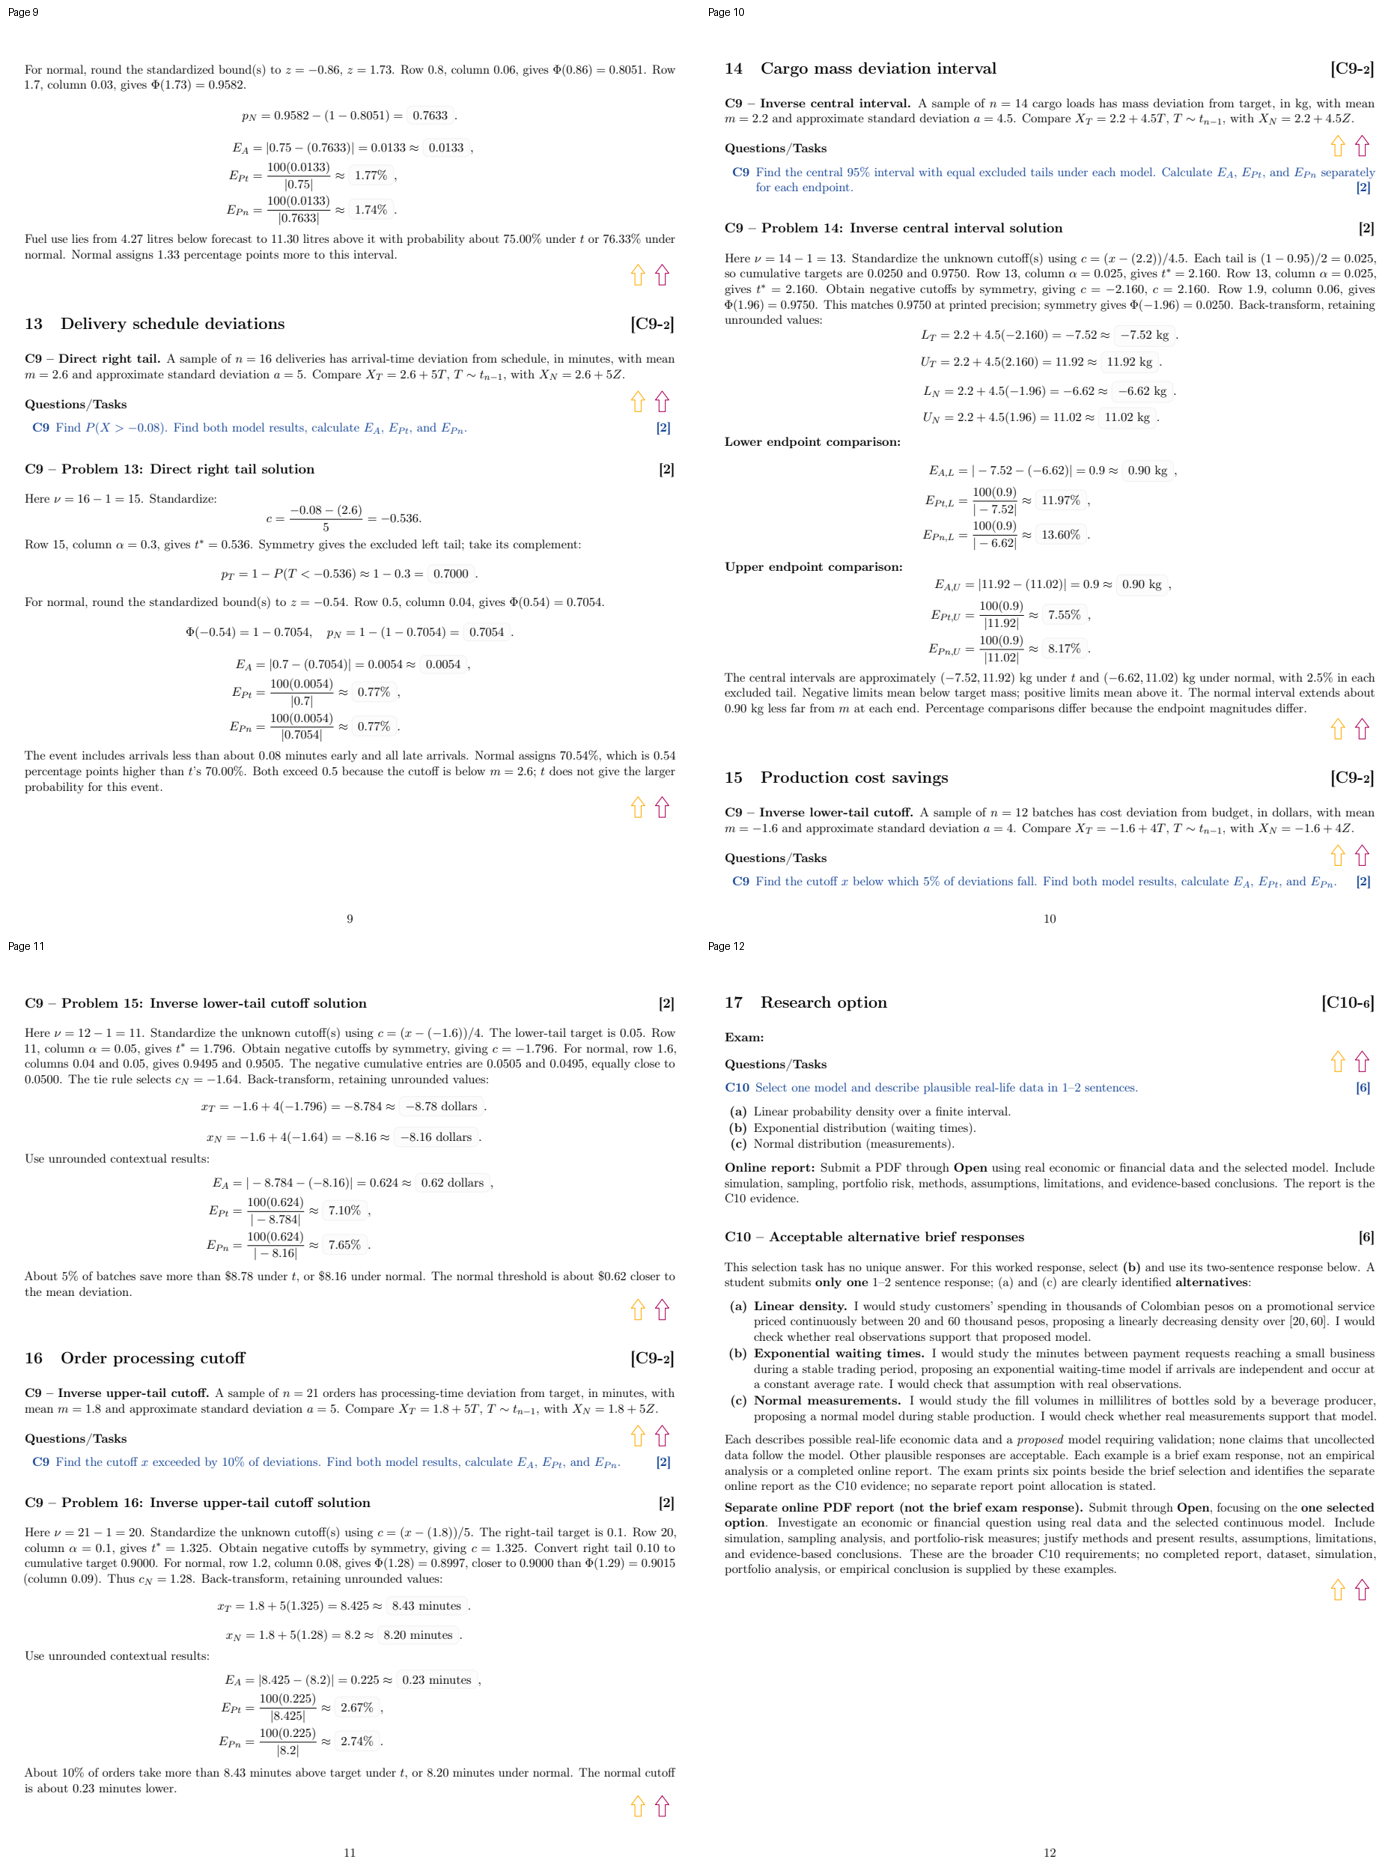 Page 9
For normal, round the standardized bound(s) to z = −0.86, z = 1.73. Row 0.8, column 0.06, gives Φ(0.86) = 0.8051. Row
1.7, column 0.03, gives Φ(1.73) = 0.9582.
p_N = 0.9582 − (1 − 0.8051) = 0.7633 .
E_A = |0.75 − (0.7633)| = 0.0133 ≈ 0.0133 ,
E_Pt = 100(0.0133)/|0.75| ≈ 1.77% ,
E_Pn = 100(0.0133)/|0.7633| ≈ 1.74% .
Fuel use lies from 4.27 litres below forecast to 11.30 litres above it with probability about 75.00% under t or 76.33% under
normal. Normal assigns 1.33 percentage points more to this interval.
13 Delivery schedule deviations [C9-2]
C9 – Direct right tail. A sample of n = 16 deliveries has arrival-time deviation from schedule, in minutes, with mean
m = 2.6 and approximate standard deviation a = 5. Compare X_T = 2.6 + 5T, T ∼ t_{n−1}, with X_N = 2.6 + 5Z.
Questions/Tasks
C9 Find P(X > −0.08). Find both model results, calculate E_A, E_Pt, and E_Pn. [2]
C9 – Problem 13: Direct right tail solution [2]
Here ν = 16 − 1 = 15. Standardize:
c = (−0.08 − (2.6))/5 = −0.536.
Row 15, column α = 0.3, gives t* = 0.536. Symmetry gives the excluded left tail; take its complement:
p_T = 1 − P(T < −0.536) ≈ 1 − 0.3 = 0.7000 .
For normal, round the standardized bound(s) to z = −0.54. Row 0.5, column 0.04, gives Φ(0.54) = 0.7054.
Φ(−0.54) = 1 − 0.7054, p_N = 1 − (1 − 0.7054) = 0.7054 .
E_A = |0.7 − (0.7054)| = 0.0054 ≈ 0.0054 ,
E_Pt = 100(0.0054)/|0.7| ≈ 0.77% ,
E_Pn = 100(0.0054)/|0.7054| ≈ 0.77% .
The event includes arrivals less than about 0.08 minutes early and all late arrivals. Normal assigns 70.54%, which is 0.54
percentage points higher than t's 70.00%. Both exceed 0.5 because the cutoff is below m = 2.6; t does not give the larger
probability for this event.
9
Page 10
14 Cargo mass deviation interval [C9-2]
C9 – Inverse central interval. A sample of n = 14 cargo loads has mass deviation from target, in kg, with mean
m = 2.2 and approximate standard deviation a = 4.5. Compare X_T = 2.2 + 4.5T, T ∼ t_{n−1}, with X_N = 2.2 + 4.5Z.
Questions/Tasks
C9 Find the central 95% interval with equal excluded tails under each model. Calculate E_A, E_Pt, and E_Pn separately
for each endpoint. [2]
C9 – Problem 14: Inverse central interval solution [2]
Here ν = 14 − 1 = 13. Standardize the unknown cutoff(s) using c = (x − (2.2))/4.5. Each tail is (1 − 0.95)/2 = 0.025,
so cumulative targets are 0.0250 and 0.9750. Row 13, column α = 0.025, gives t* = 2.160. Row 13, column α = 0.025,
gives t* = 2.160. Obtain negative cutoffs by symmetry, giving c = −2.160, c = 2.160. Row 1.9, column 0.06, gives
Φ(1.96) = 0.9750. This matches 0.9750 at printed precision; symmetry gives Φ(−1.96) = 0.0250. Back-transform, retaining
unrounded values:
L_T = 2.2 + 4.5(−2.160) = −7.52 ≈ −7.52 kg .
U_T = 2.2 + 4.5(2.160) = 11.92 ≈ 11.92 kg .
L_N = 2.2 + 4.5(−1.96) = −6.62 ≈ −6.62 kg .
U_N = 2.2 + 4.5(1.96) = 11.02 ≈ 11.02 kg .
Lower endpoint comparison:
E_A,L = | − 7.52 − (−6.62)| = 0.9 ≈ 0.90 kg ,
E_Pt,L = 100(0.9)/| − 7.52| ≈ 11.97% ,
E_Pn,L = 100(0.9)/| − 6.62| ≈ 13.60% .
Upper endpoint comparison:
E_A,U = |11.92 − (11.02)| = 0.9 ≈ 0.90 kg ,
E_Pt,U = 100(0.9)/|11.92| ≈ 7.55% ,
E_Pn,U = 100(0.9)/|11.02| ≈ 8.17% .
The central intervals are approximately (−7.52, 11.92) kg under t and (−6.62, 11.02) kg under normal, with 2.5% in each
excluded tail. Negative limits mean below target mass; positive limits mean above it. The normal interval extends about
0.90 kg less far from m at each end. Percentage comparisons differ because the endpoint magnitudes differ.
15 Production cost savings [C9-2]
C9 – Inverse lower-tail cutoff. A sample of n = 12 batches has cost deviation from budget, in dollars, with mean
m = −1.6 and approximate standard deviation a = 4. Compare X_T = −1.6 + 4T, T ∼ t_{n−1}, with X_N = −1.6 + 4Z.
Questions/Tasks
C9 Find the cutoff x below which 5% of deviations fall. Find both model results, calculate E_A, E_Pt, and E_Pn. [2]
10
Page 11
C9 – Problem 15: Inverse lower-tail cutoff solution [2]
Here ν = 12 − 1 = 11. Standardize the unknown cutoff(s) using c = (x − (−1.6))/4. The lower-tail target is 0.05. Row
11, column α = 0.05, gives t* = 1.796. Obtain negative cutoffs by symmetry, giving c = −1.796. For normal, row 1.6,
columns 0.04 and 0.05, gives 0.9495 and 0.9505. The negative cumulative entries are 0.0505 and 0.0495, equally close to
0.0500. The tie rule selects c_N = −1.64. Back-transform, retaining unrounded values:
x_T = −1.6 + 4(−1.796) = −8.784 ≈ −8.78 dollars .
x_N = −1.6 + 4(−1.64) = −8.16 ≈ −8.16 dollars .
Use unrounded contextual results:
E_A = | − 8.784 − (−8.16)| = 0.624 ≈ 0.62 dollars ,
E_Pt = 100(0.624)/| − 8.784| ≈ 7.10% ,
E_Pn = 100(0.624)/| − 8.16| ≈ 7.65% .
About 5% of batches save more than $8.78 under t, or $8.16 under normal. The normal threshold is about $0.62 closer to
the mean deviation.
16 Order processing cutoff [C9-2]
C9 – Inverse upper-tail cutoff. A sample of n = 21 orders has processing-time deviation from target, in minutes, with
mean m = 1.8 and approximate standard deviation a = 5. Compare X_T = 1.8 + 5T, T ∼ t_{n−1}, with X_N = 1.8 + 5Z.
Questions/Tasks
C9 Find the cutoff x exceeded by 10% of deviations. Find both model results, calculate E_A, E_Pt, and E_Pn. [2]
C9 – Problem 16: Inverse upper-tail cutoff solution [2]
Here ν = 21 − 1 = 20. Standardize the unknown cutoff(s) using c = (x − (1.8))/5. The right-tail target is 0.1. Row 20,
column α = 0.1, gives t* = 1.325. Obtain negative cutoffs by symmetry, giving c = 1.325. Convert right tail 0.10 to
cumulative target 0.9000. For normal, row 1.2, column 0.08, gives Φ(1.28) = 0.8997, closer to 0.9000 than Φ(1.29) = 0.9015
(column 0.09). Thus c_N = 1.28. Back-transform, retaining unrounded values:
x_T = 1.8 + 5(1.325) = 8.425 ≈ 8.43 minutes .
x_N = 1.8 + 5(1.28) = 8.2 ≈ 8.20 minutes .
Use unrounded contextual results:
E_A = |8.425 − (8.2)| = 0.225 ≈ 0.23 minutes ,
E_Pt = 100(0.225)/|8.425| ≈ 2.67% ,
E_Pn = 100(0.225)/|8.2| ≈ 2.74% .
About 10% of orders take more than 8.43 minutes above target under t, or 8.20 minutes under normal. The normal cutoff
is about 0.23 minutes lower.
11
Page 12
17 Research option [C10-6]
Exam:
Questions/Tasks
C10 Select one model and describe plausible real-life data in 1–2 sentences. [6]
(a) Linear probability density over a finite interval.
(b) Exponential distribution (waiting times).
(c) Normal distribution (measurements).
Online report: Submit a PDF through Open using real economic or financial data and the selected model. Include
simulation, sampling, portfolio risk, methods, assumptions, limitations, and evidence-based conclusions. The report is the
C10 evidence.
C10 – Acceptable alternative brief responses [6]
This selection task has no unique answer. For this worked response, select (b) and use its two-sentence response below. A
student submits only one 1–2 sentence response; (a) and (c) are clearly identified alternatives:
(a) Linear density. I would study customers' spending in thousands of Colombian pesos on a promotional service
priced continuously between 20 and 60 thousand pesos, proposing a linearly decreasing density over [20, 60]. I would
check whether real observations support that proposed model.
(b) Exponential waiting times. I would study the minutes between payment requests reaching a small business
during a stable trading period, proposing an exponential waiting-time model if arrivals are independent and occur at
a constant average rate. I would check that assumption with real observations.
(c) Normal measurements. I would study the fill volumes in millilitres of bottles sold by a beverage producer,
proposing a normal model during stable production. I would check whether real measurements support that model.
Each describes possible real-life economic data and a proposed model requiring validation; none claims that uncollected
data follow the model. Other plausible responses are acceptable. Each example is a brief exam response, not an empirical
analysis or a completed online report. The exam prints six points beside the brief selection and identifies the separate
online report as the C10 evidence; no separate report point allocation is stated.
Separate online PDF report (not the brief exam response). Submit through Open, focusing on the one selected
option. Investigate an economic or financial question using real data and the selected continuous model. Include
simulation, sampling analysis, and portfolio-risk measures; justify methods and present results, assumptions, limitations,
and evidence-based conclusions. These are the broader C10 requirements; no completed report, dataset, simulation,
portfolio analysis, or empirical conclusion is supplied by these examples.
12